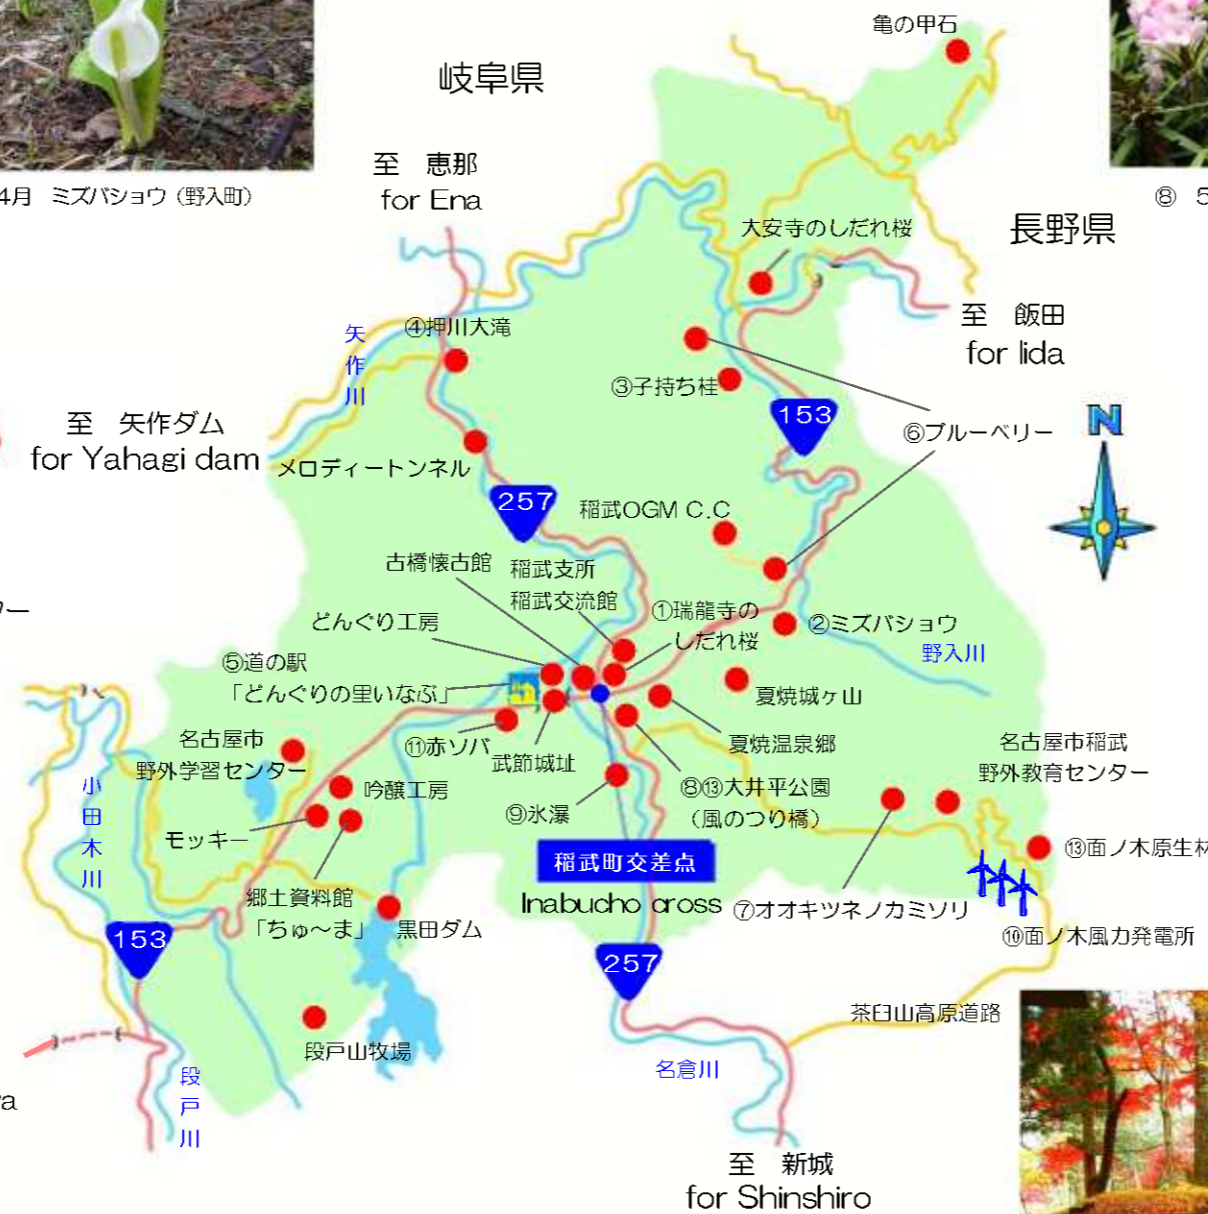 亀の甲石
岐阜県
至 恵那
for Ena
4月 ミズバショウ(野入町)
⑧ 5
長野県
大安寺のしだれ桜
至 飯田
for Iida
矢作川
④押川大滝
③子持ち桂
153
⑥ブルーベリー
N
至 矢作ダム
for Yahagi dam
メロディートンネル
257
稲武OGM C.C
古橋懐古館
稲武支所
稲武交流館
①瑞龍寺の
しだれ桜
②ミズバショウ
野入川
どんぐり工房
⑤道の駅
「どんぐりの里いなぶ」
夏焼城ヶ山
⑪赤ソバ
武節城址
夏焼温泉郷
名古屋市
野外学習センター
名古屋市稲武
野外教育センター
小田木川
吟醸工房
モッキー
⑧⑬大井平公園
(風のつり橋)
⑨氷瀑
⑬面ノ木原生林
稲武町交差点
Inabucho cross
⑦オオキツネノカミソリ
郷土資料館
「ちゅ～ま」
黒田ダム
⑩面ノ木風力発電所
153
257
茶臼山高原道路
段戸山牧場
名倉川
段戸川
至 新城
for Shinshiro